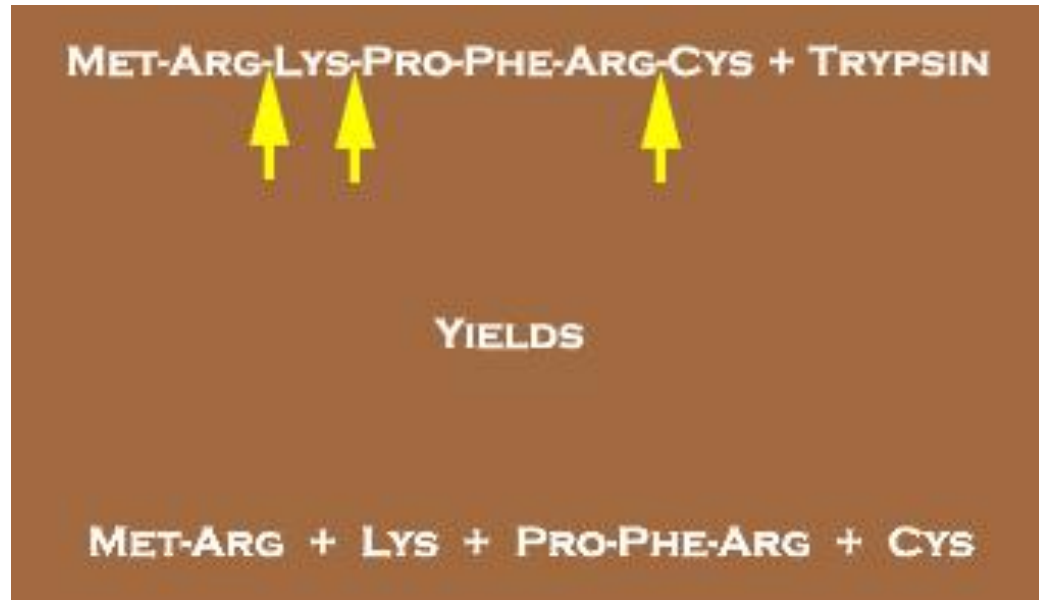 MET-ARG-LYS-PRO-PHE-ARG-CYS + TRYPSIN
YIELDS
MET-ARG + LYS + PRO-PHE-ARG + CYS